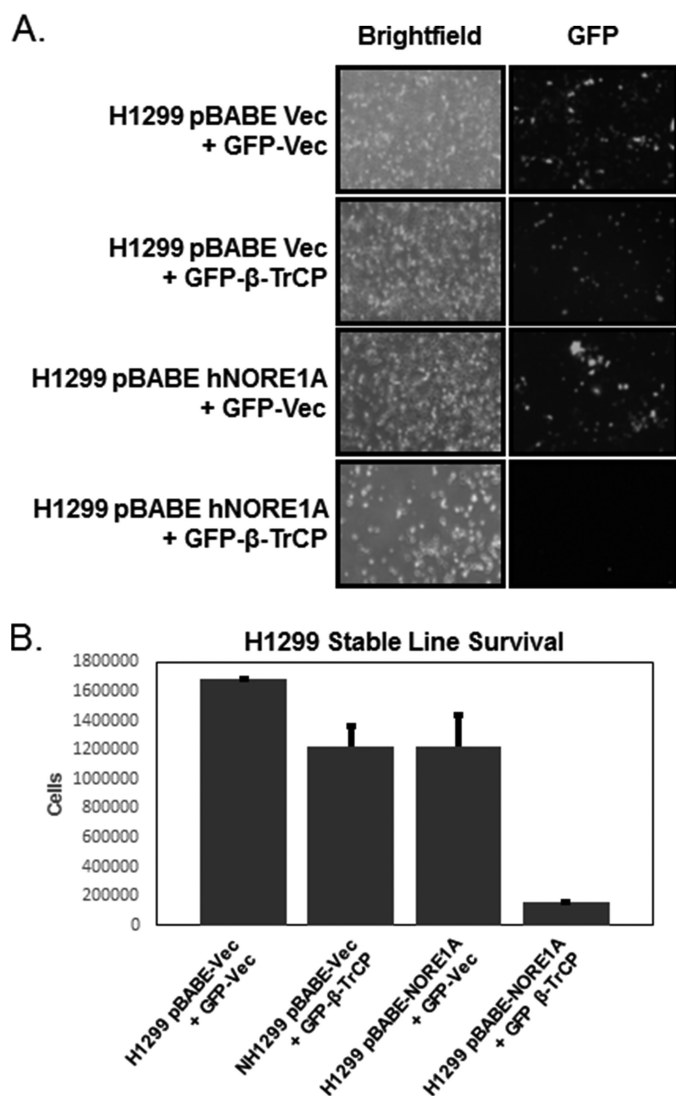 A.
Brightfield GFP
H1299 pBABE Vec
+ GFP-Vec
H1299 pBABE Vec
+ GFP-β-TrCP
H1299 pBABE hNORE1A
+ GFP-Vec
H1299 pBABE hNORE1A
+ GFP-β-TrCP
B.
H1299 Stable Line Survival
1800000
1600000
1400000
1200000
1000000
800000
600000
400000
200000
0
Cells
H1299 pBABE-Vec
+ GFP-Vec
NH1299 pBABE-Vec
+ GFP-β-TrCP
H1299 pBABE-NORE1A
+ GFP-Vec
H1299 pBABE-NORE1A
+ GFP β-TrCP